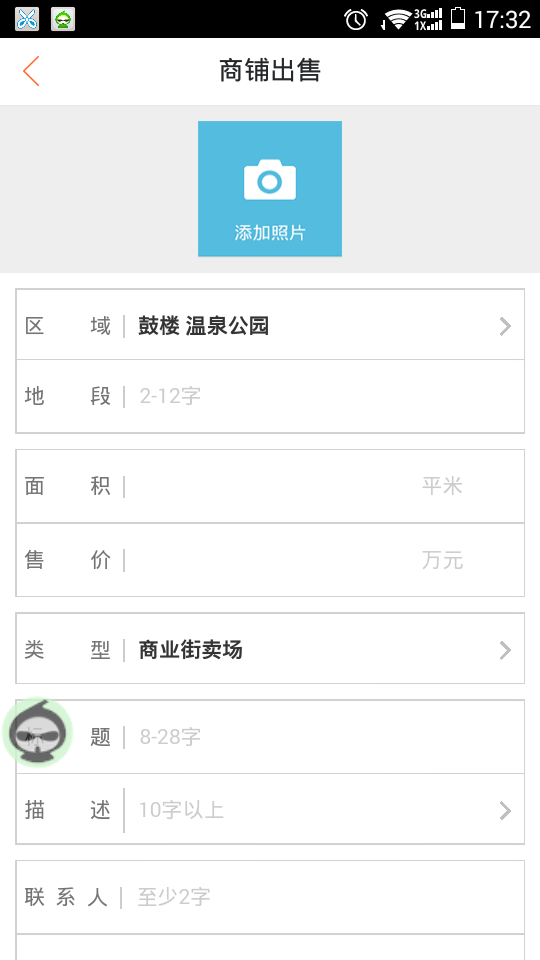 3G
1X
17:32
商铺出售
添加照片
区 域 鼓楼 温泉公园
地 段 2-12字
面 积 平米
售 价 万元
类 型 商业街卖场
题 8-28字
描 述 10字以上
联 系 人 至少2字